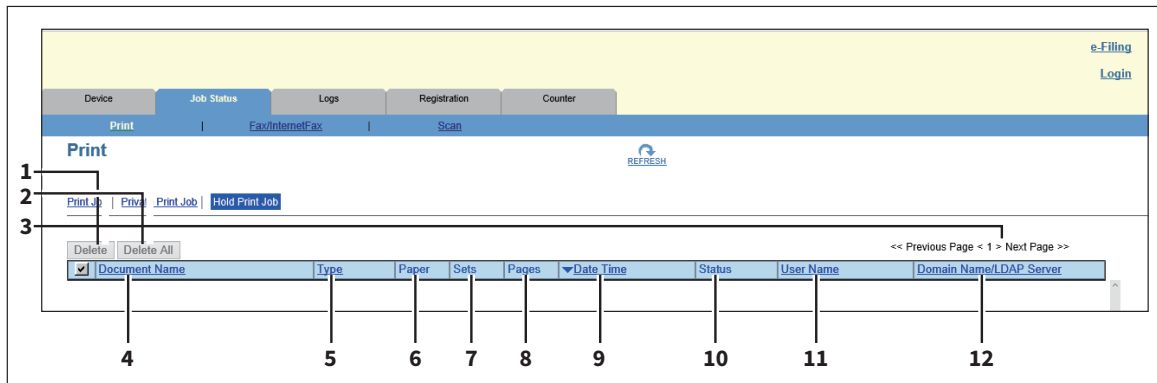 e-Filing
Login
Device Job Status Logs Registration Counter
Print | Fax/InternetFax | Scan
Print
REFRESH
1
2
Print Jo | Privat Print Job | Hold Print Job
3
Delete Delete All << Previous Page < 1 > Next Page >>
Document Name Type Paper Sets Pages Date Time Status User Name Domain Name/LDAP Server
4 5 6 7 8 9 10 11 12